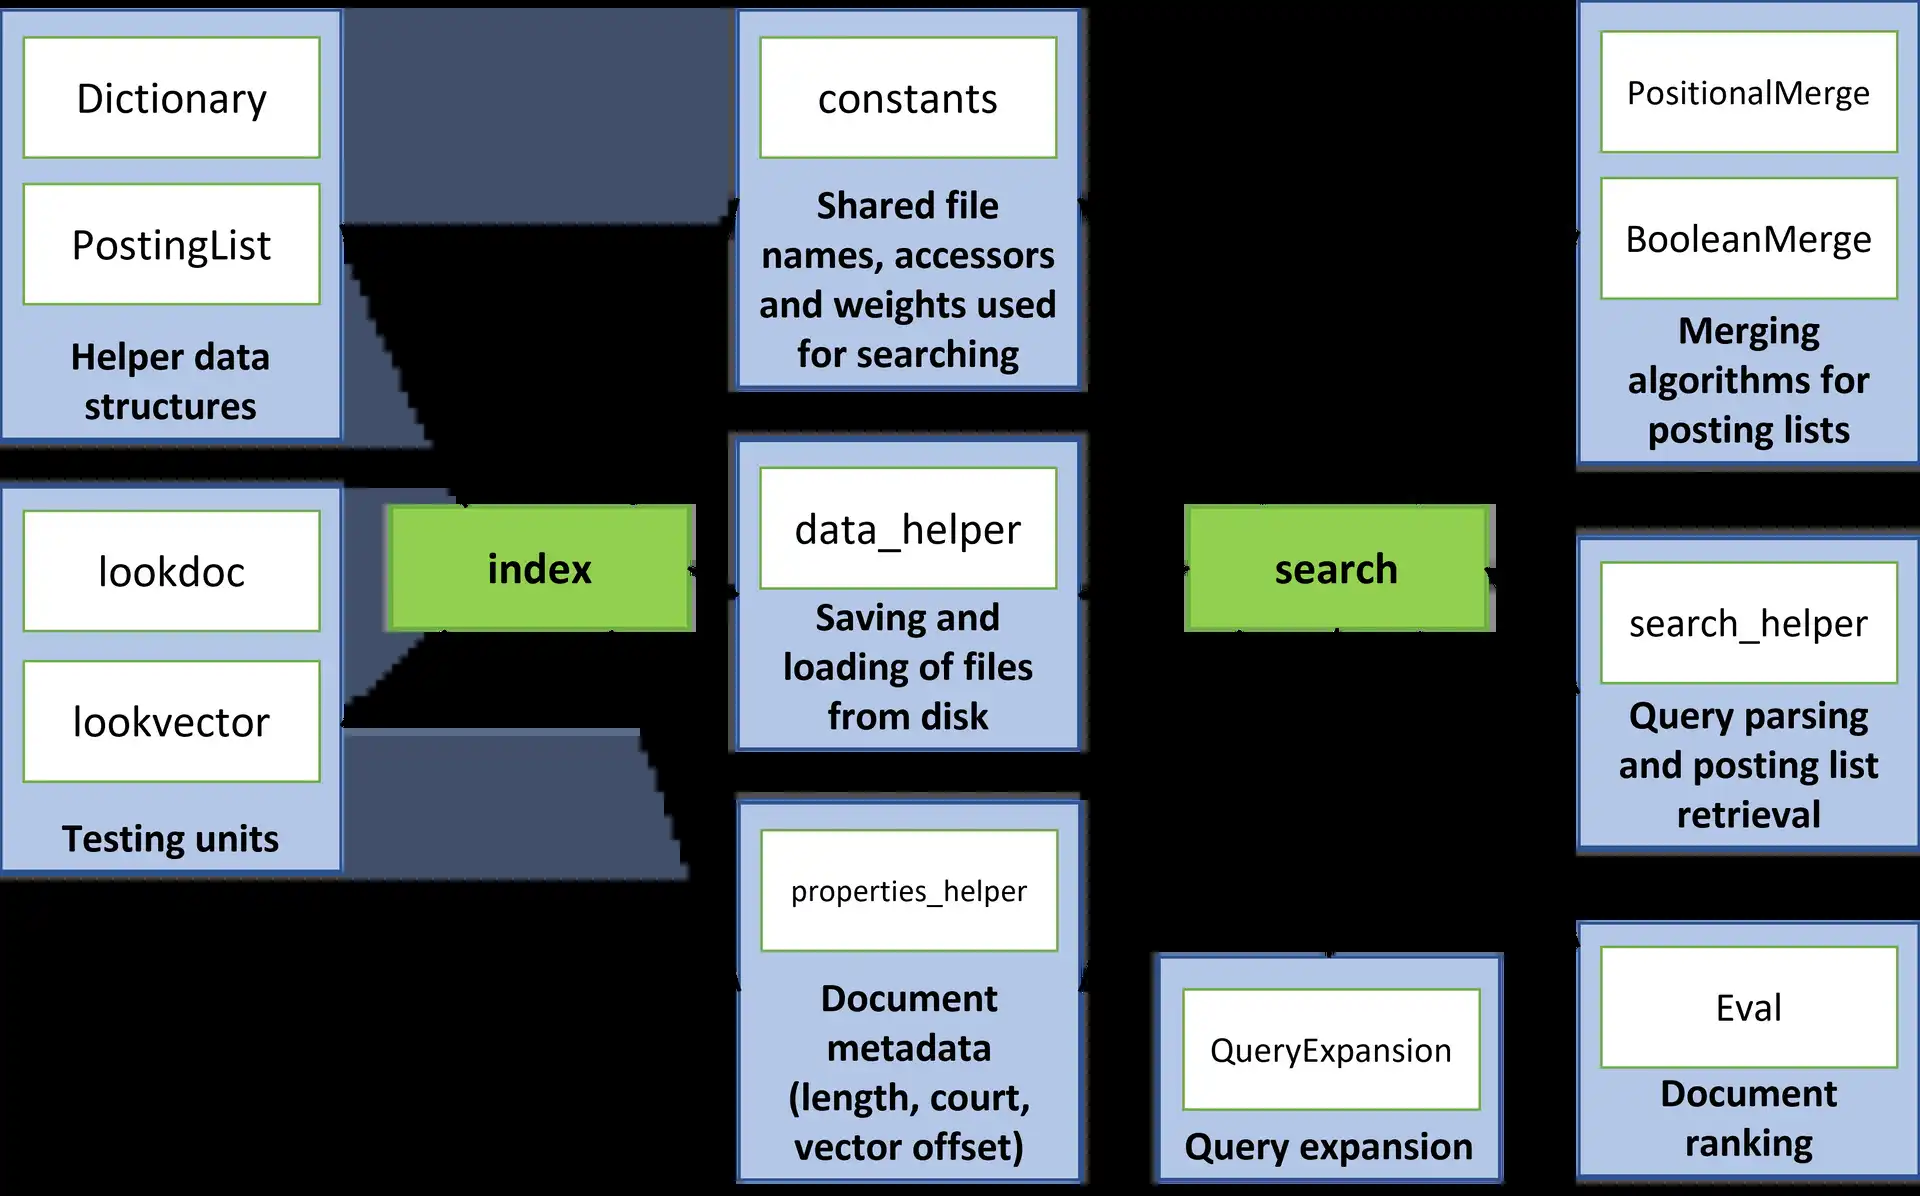 Dictionary
PostingList
Helper data
structures
lookdoc
lookvector
Testing units
index
constants
Shared file
names, accessors
and weights used
for searching
data_helper
Saving and
loading of files
from disk
properties_helper
Document
metadata
(length, court,
vector offset)
search
QueryExpansion
Query expansion
PositionalMerge
BooleanMerge
Merging
algorithms for
posting lists
search_helper
Query parsing
and posting list
retrieval
Eval
Document
ranking